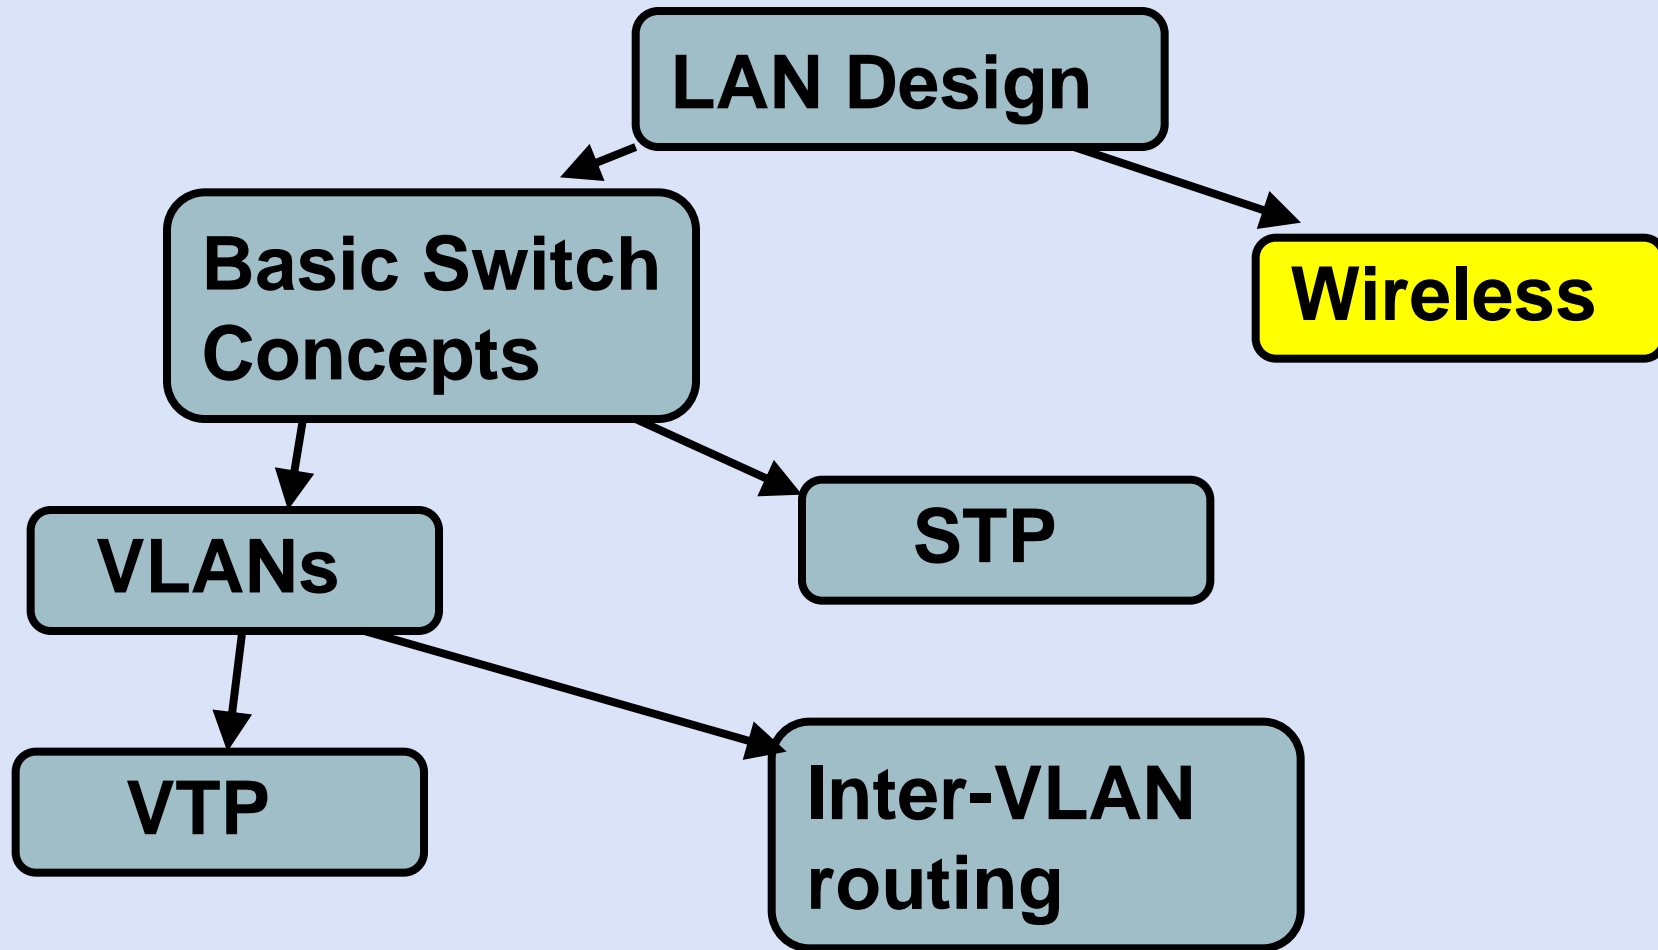 LAN Design
Basic Switch
Concepts
Wireless
VLANs
STP
VTP
Inter-VLAN
routing